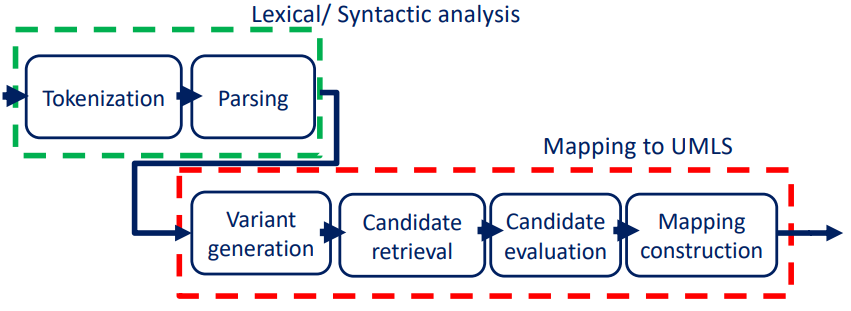 Lexical/ Syntactic analysis
Tokenization
Parsing
Mapping to UMLS
Variant
generation
Candidate
retrieval
Candidate
evaluation
Mapping
construction